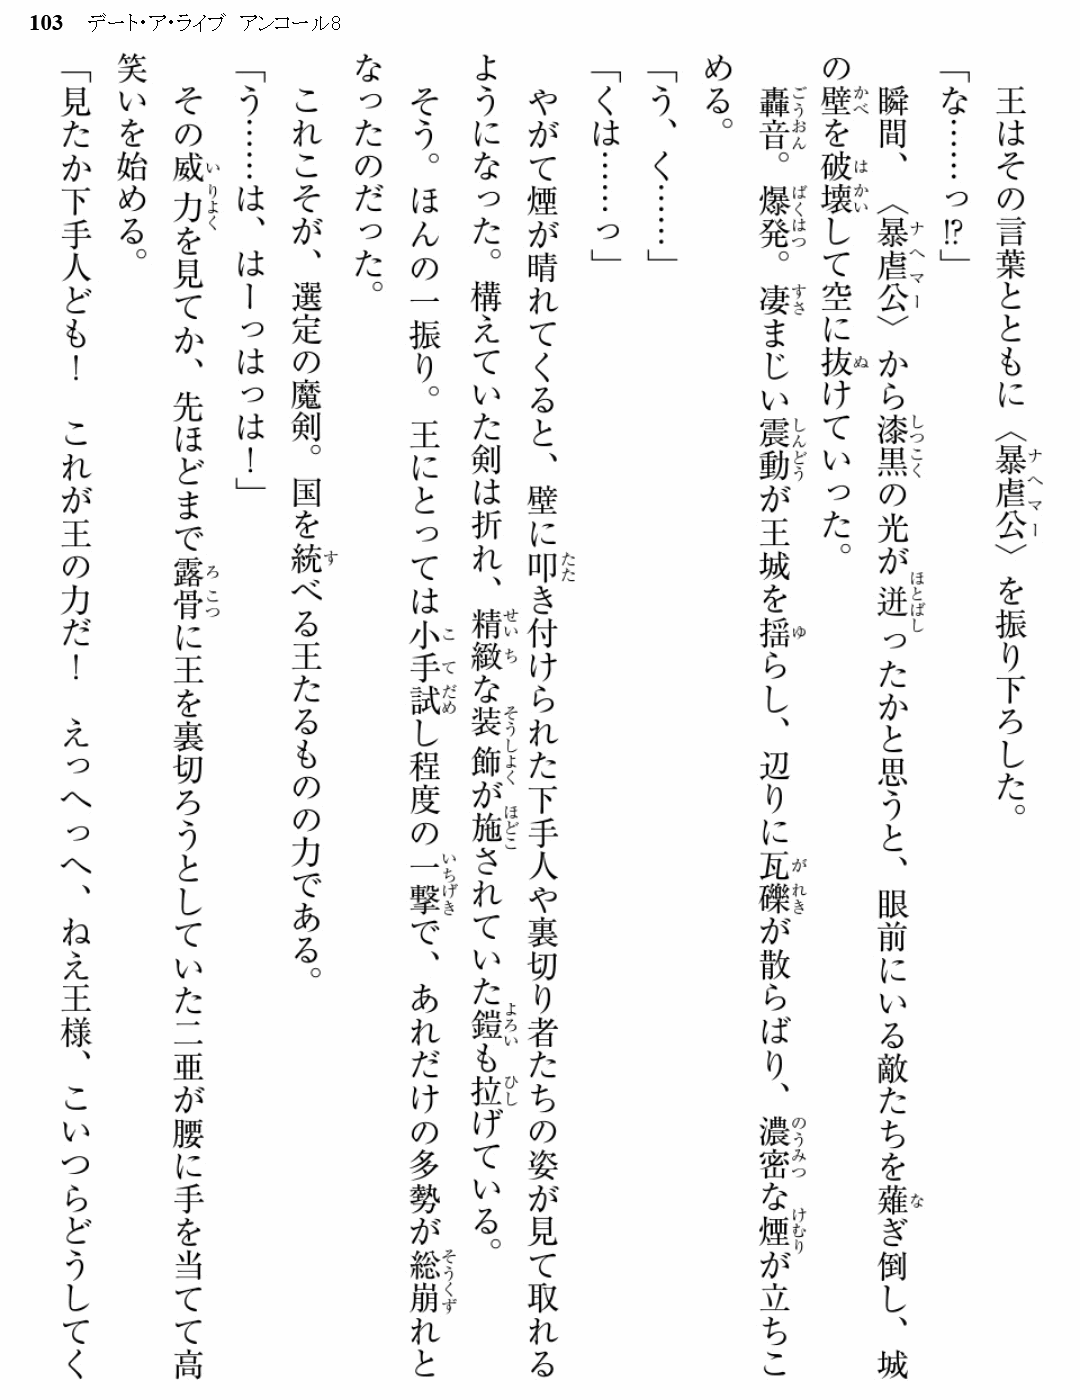 103 デート・ア・ライブ アンコール8
王はその言葉とともに〈暴虐公〉を振り下ろした。
「な……っ!?」
瞬間、〈暴虐公〉から漆黒の光が迸ったかと思うと、眼前にいる敵たちを薙ぎ倒し、城
の壁を破壊して空に抜けていった。
轟音。爆発。凄まじい震動が王城を揺らし、辺りに瓦礫が散らばり、濃密な煙が立ちこ
める。
「う、く……」
「くは……っ」
やがて煙が晴れてくると、壁に叩き付けられた下手人や裏切り者たちの姿が見て取れる
ようになった。構えていた剣は折れ、精緻な装飾が施されていた鎧も拉げている。
そう。ほんの一振り。王にとっては小手試し程度の一撃で、あれだけの多勢が総崩れと
なったのだった。
これこそが、選定の魔剣。国を統べる王たるものの力である。
「う……は、はーっはっは!」
その威力を見てか、先ほどまで露骨に王を裏切ろうとしていた二亜が腰に手を当てて高
笑いを始める。
「見たか下手人ども! これが王の力だ! えっへっへ、ねえ王様、こいつらどうしてく